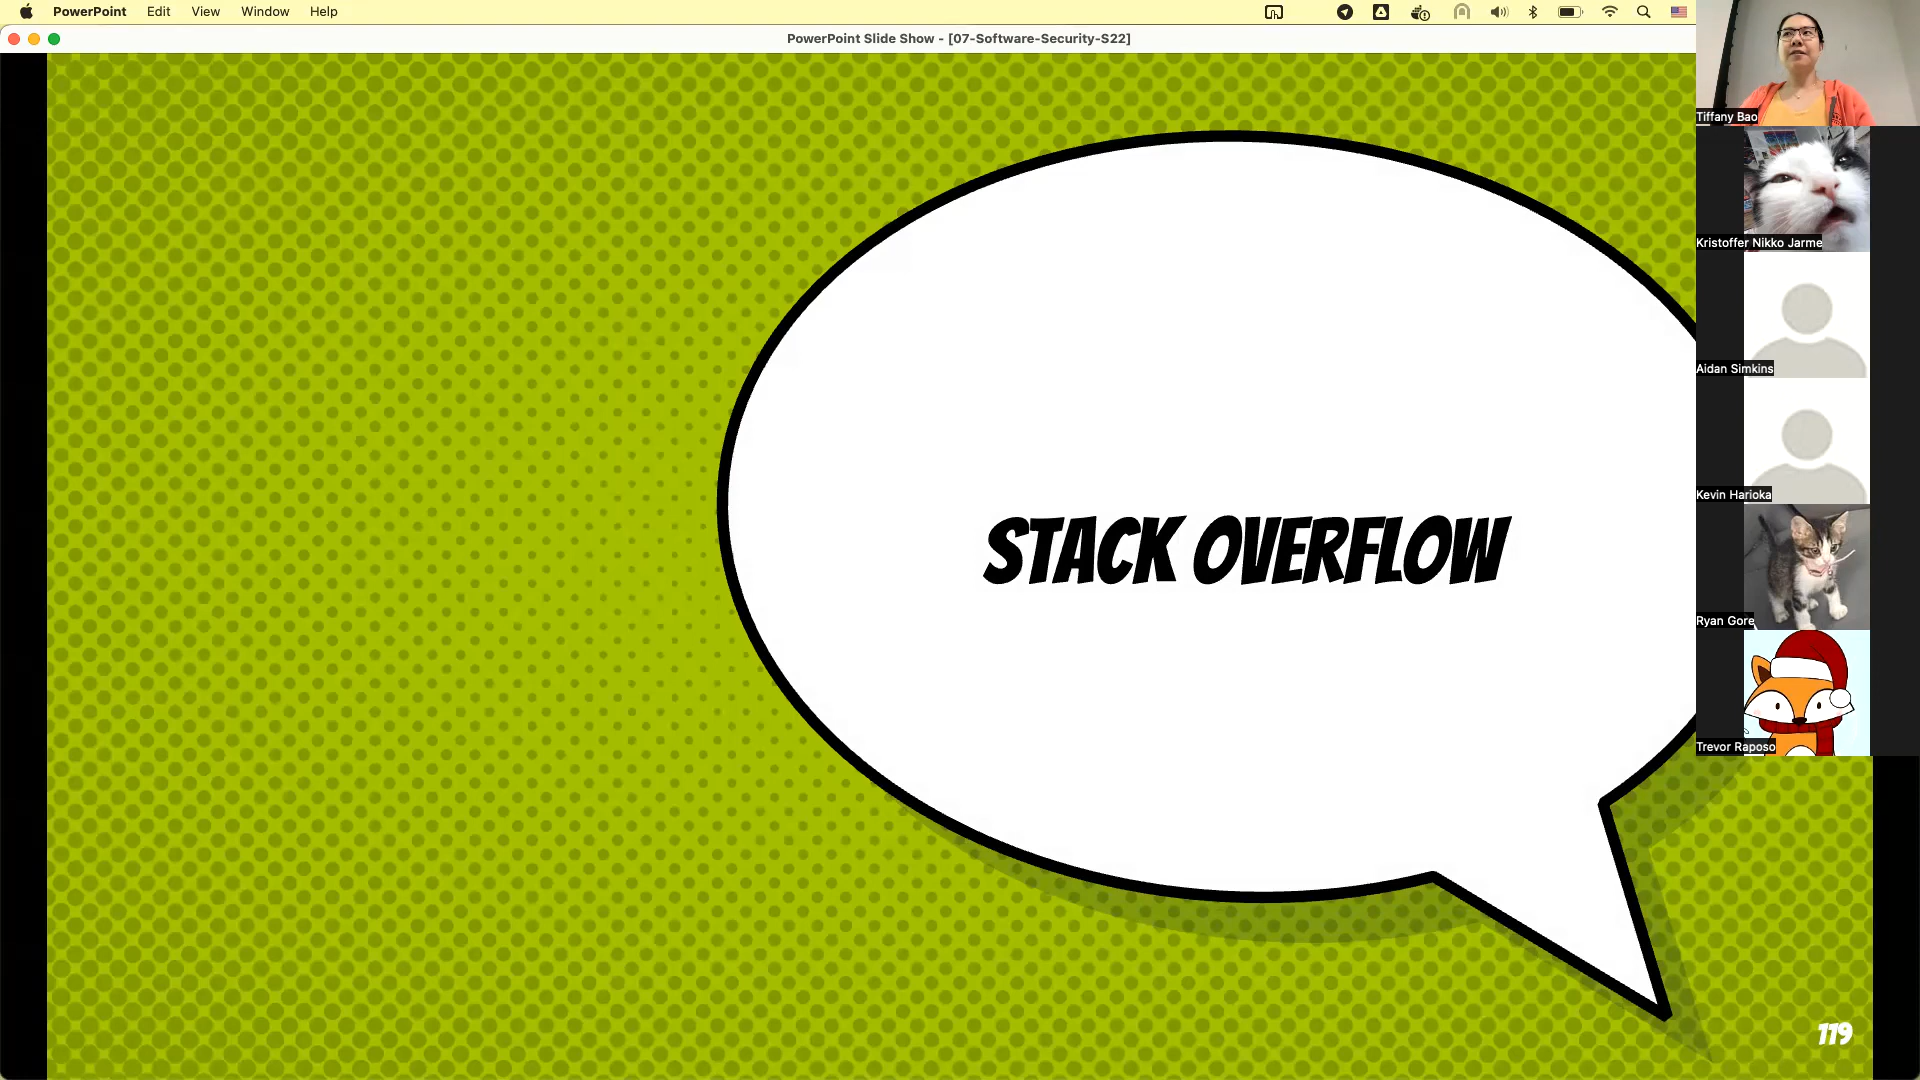 PowerPoint Edit View Window Help
PowerPoint Slide Show - [07-Software-Security-S22]
Tiffany Bao
Kristoffer Nikko Jarme
Aidan Simkins
Kevin Harioka
STACK OVERFLOW
Ryan Gore
Trevor Raposo
119